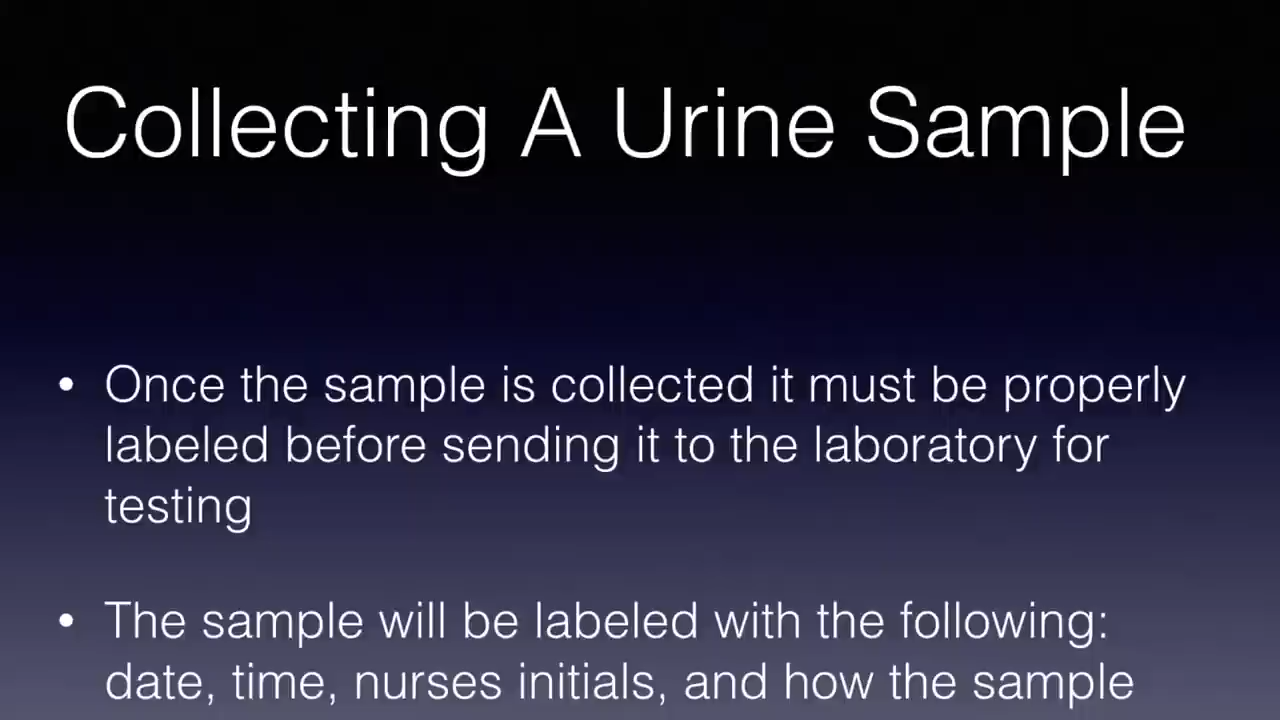 Collecting A Urine Sample
• Once the sample is collected it must be properly
labeled before sending it to the laboratory for
testing
• The sample will be labeled with the following:
date, time, nurses initials, and how the sample